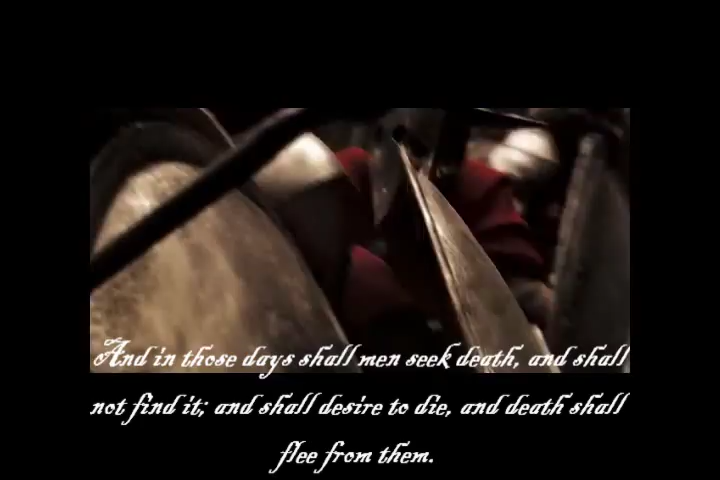 And in those days shall men seek death, and shall
not find it; and shall desire to die, and death shall
flee from them.